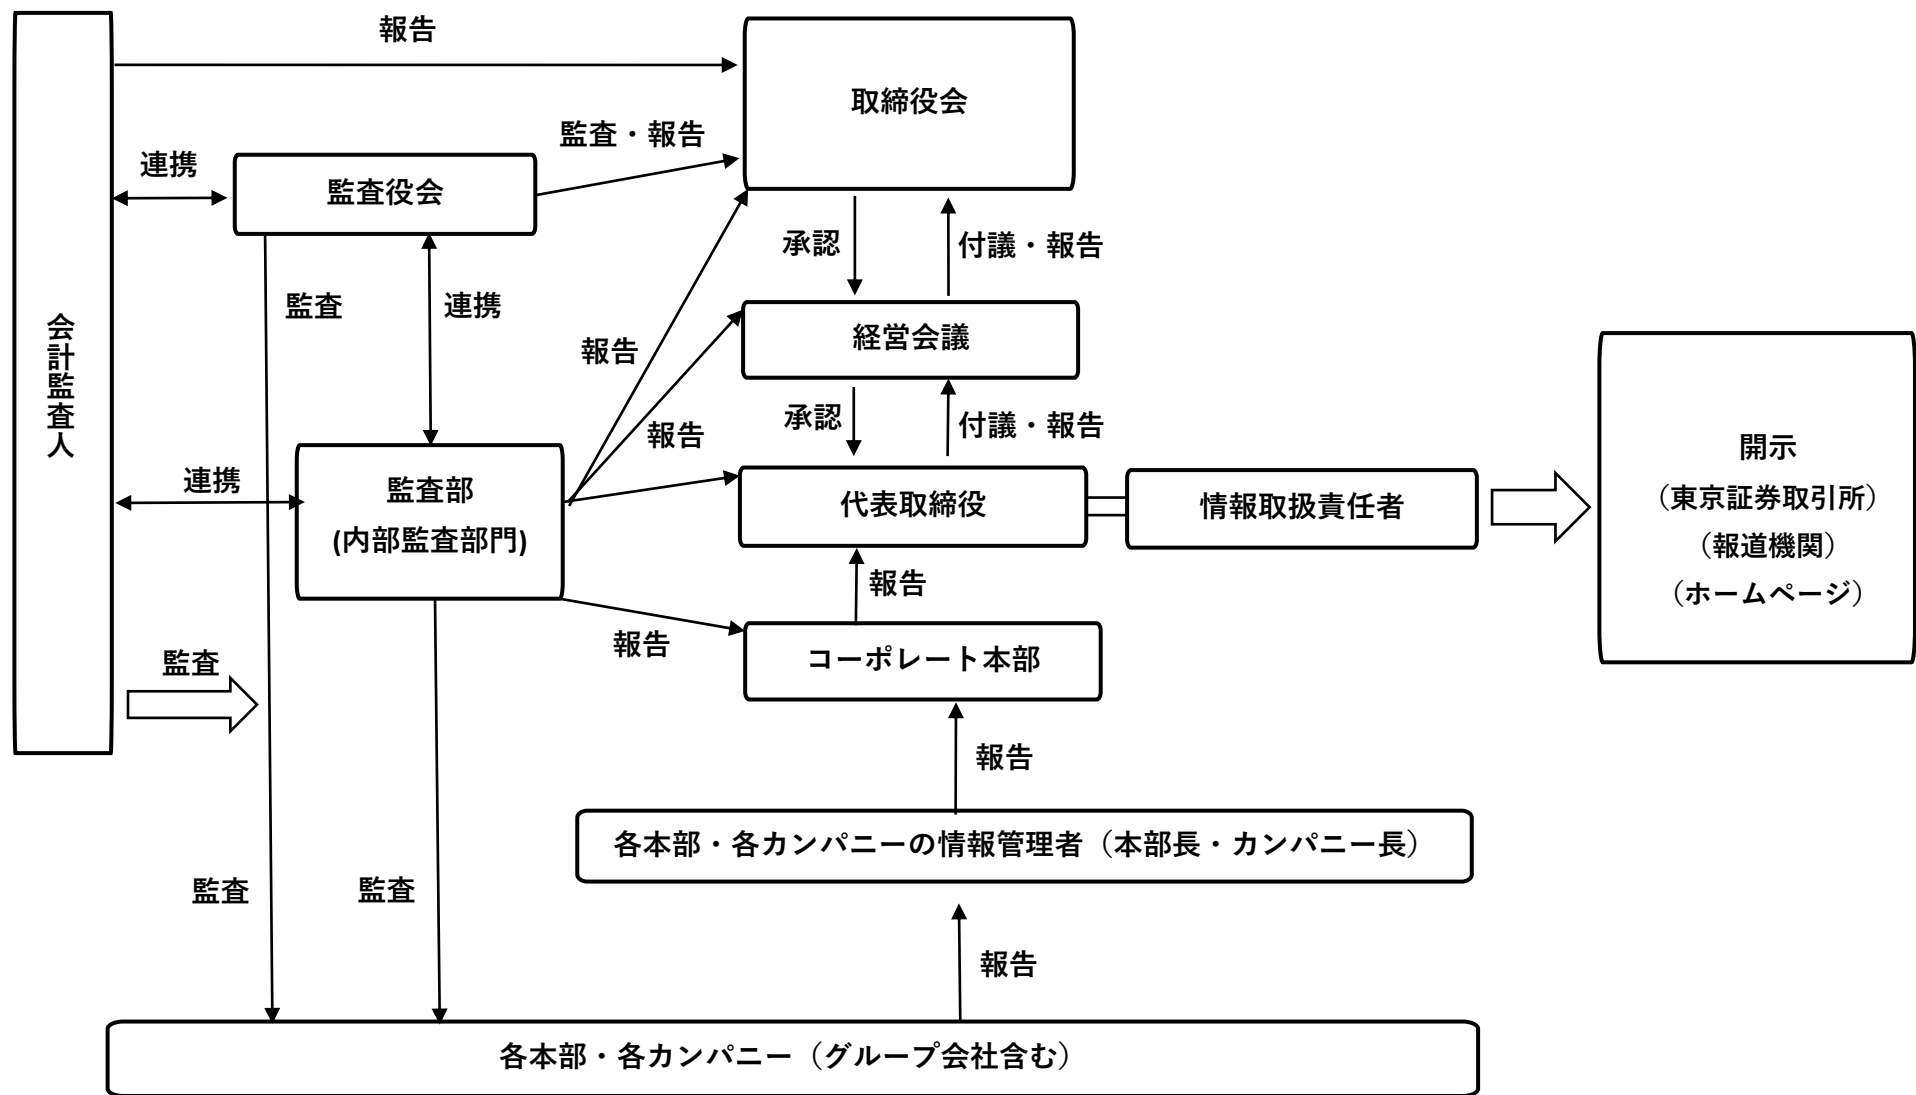 報告
取締役会
監査・報告
連携
監査役会
承認
付議・報告
監査
連携
会計監査人
経営会議
報告
承認
付議・報告
報告
連携
監査部
(内部監査部門)
代表取締役
情報取扱責任者
開示
（東京証券取引所）
（報道機関）
（ホームページ）
報告
報告
コーポレート本部
監査
報告
各本部・各カンパニーの情報管理者（本部長・カンパニー長）
監査
監査
報告
各本部・各カンパニー（グループ会社含む）